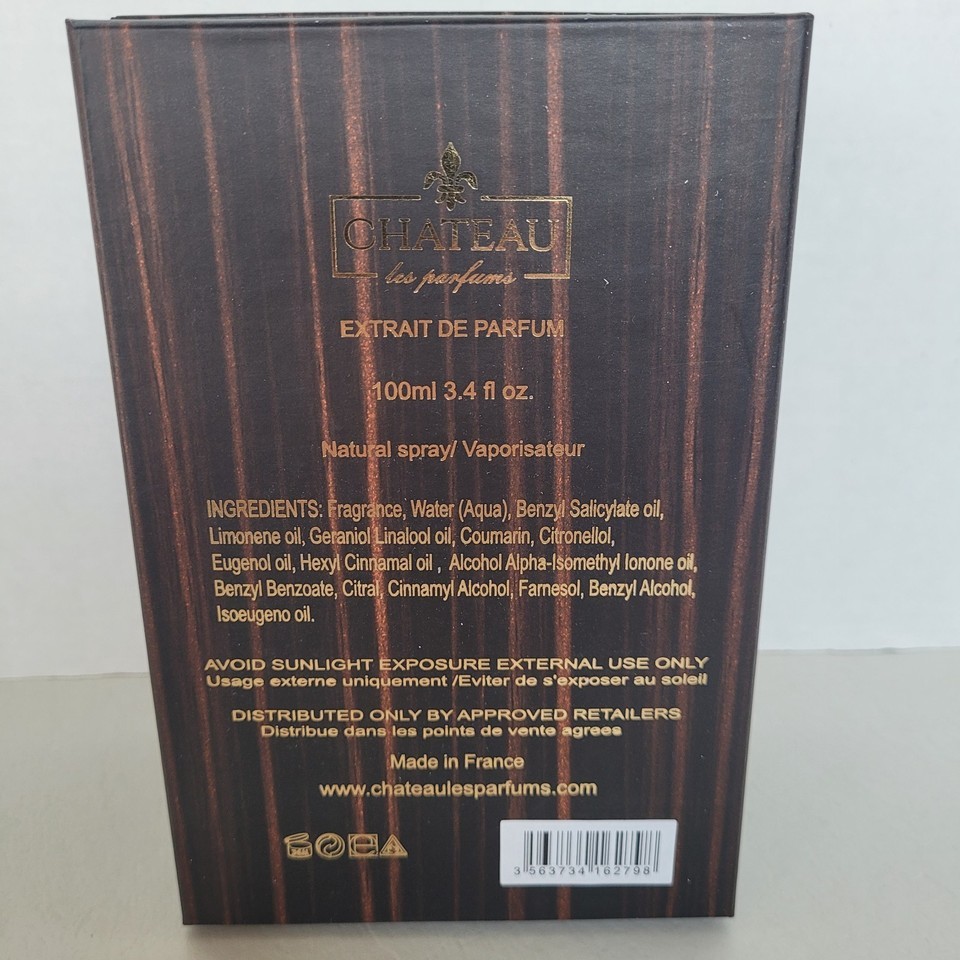 CHATEAU
les parfums
EXTRAIT DE PARFUM
100ml 3.4 fl oz.
Natural spray/ Vaporisateur
INGREDIENTS: Fragrance, Water (Aqua), Benzyl Salicylate oil,
Limonene oil, Geraniol Linalool oil, Coumarin, Citronellol,
Eugenol oil, Hexyl Cinnamal oil , Alcohol Alpha-Isomethyl Ionone oil,
Benzyl Benzoate, Citral, Cinnamyl Alcohol, Farnesol, Benzyl Alcohol,
Isoeugeno oil.
AVOID SUNLIGHT EXPOSURE EXTERNAL USE ONLY
Usage externe uniquement /Eviter de s'exposer au soleil
DISTRIBUTED ONLY BY APPROVED RETAILERS
Distribue dans les points de vente agrees
Made in France
www.chateaulesparfums.com
3 563734 162798